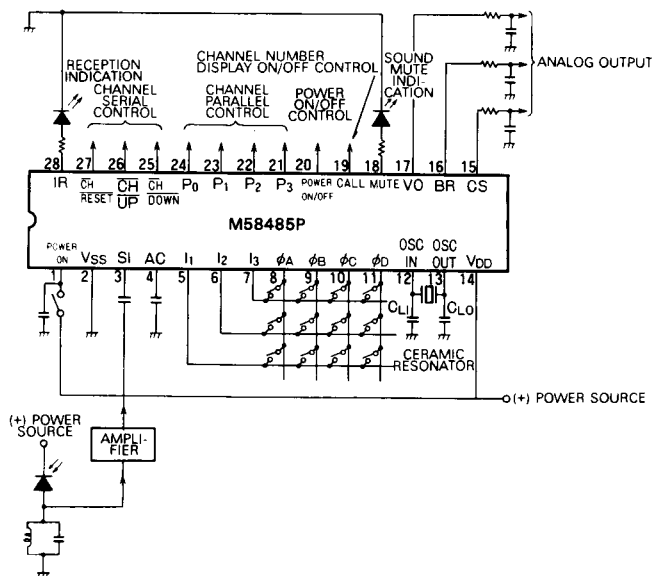 RECEPTION
INDICATION
CHANNEL
SERIAL
CONTROL
CHANNEL NUMBER
DISPLAY ON/OFF CONTROL
CHANNEL
PARALLEL
CONTROL
POWER
ON/OFF
CONTROL
SOUND
MUTE
INDI-
CATION
ANALOG OUTPUT
28 27 26 25 24 23 22 21 20 19 18 17 16 15
IR CH RESET CH UP CH DOWN P0 P1 P2 P3 POWER ON/OFF CALL MUTE VO BR CS
M58485P
POWER ON VSS SI AC I1 I2 I3 φA φB φC φD OSC IN OSC OUT VDD
1 2 3 4 5 6 7 8 9 10 11 12 13 14
CLI CLO
CERAMIC
RESONATOR
(+) POWER SOURCE
(+) POWER
SOURCE
AMPLI-
FIER